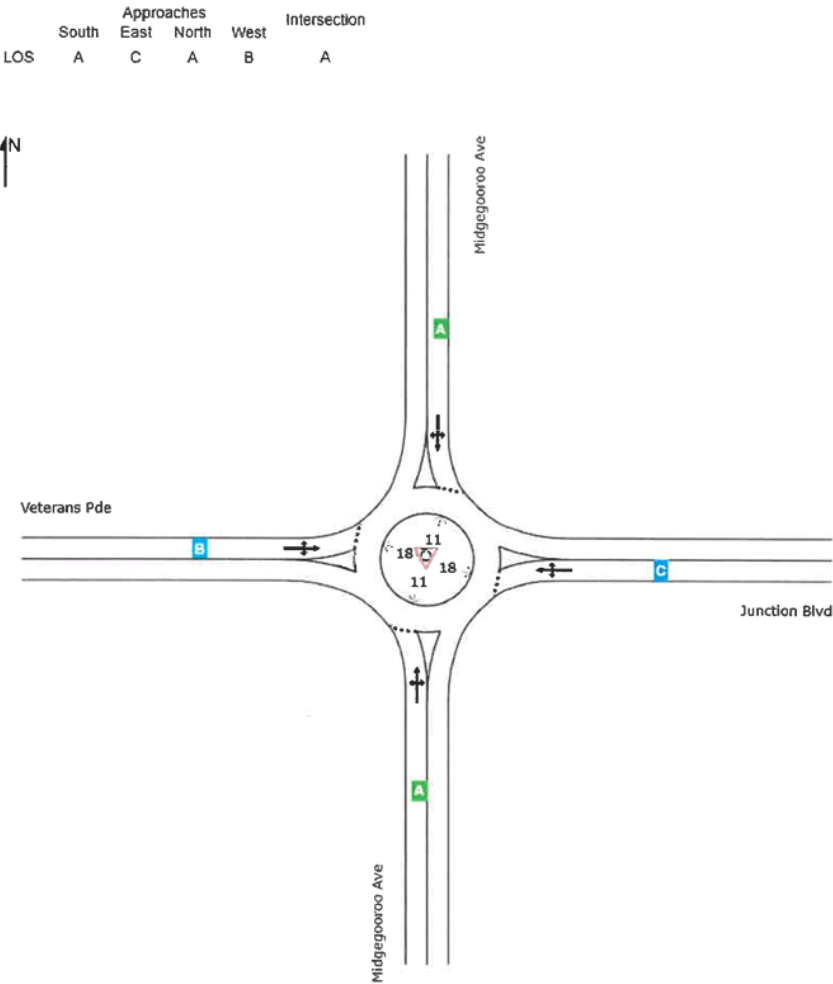 Approaches
South East North West Intersection
LOS A C A B A
N
Midgegooroo Ave
A
Veterans Pde
B
11
18
18
11
C
Junction Blvd
A
Midgegooroo Ave